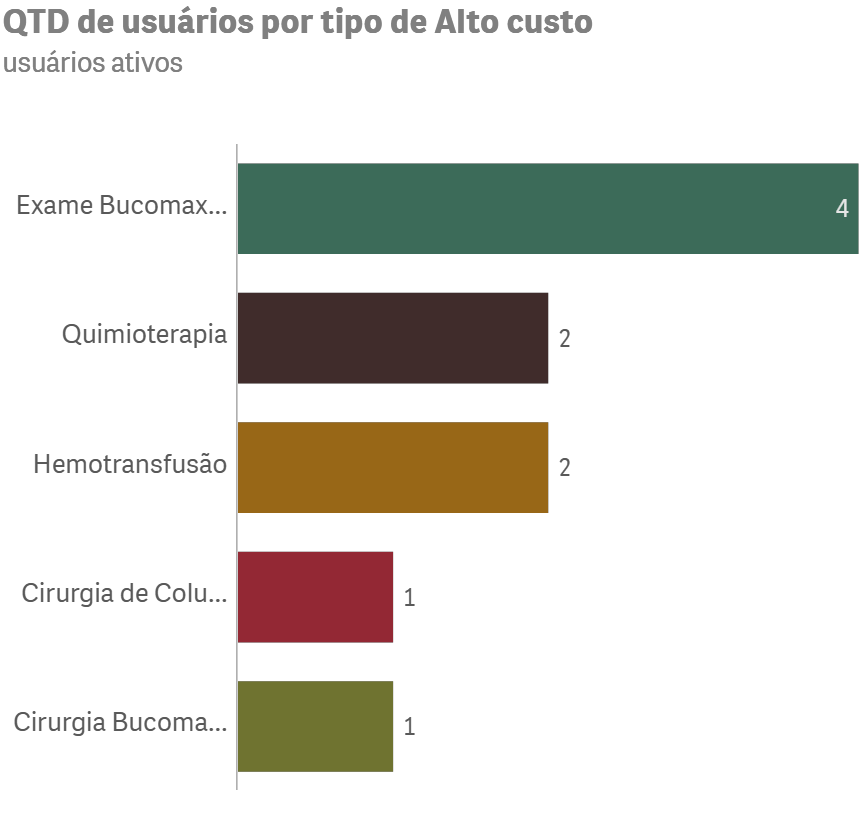 QTD de usuários por tipo de Alto custo
usuários ativos
Exame Bucomax...
4
Quimioterapia
2
Hemotransfusão
2
Cirurgia de Colu...
1
Cirurgia Bucoma...
1